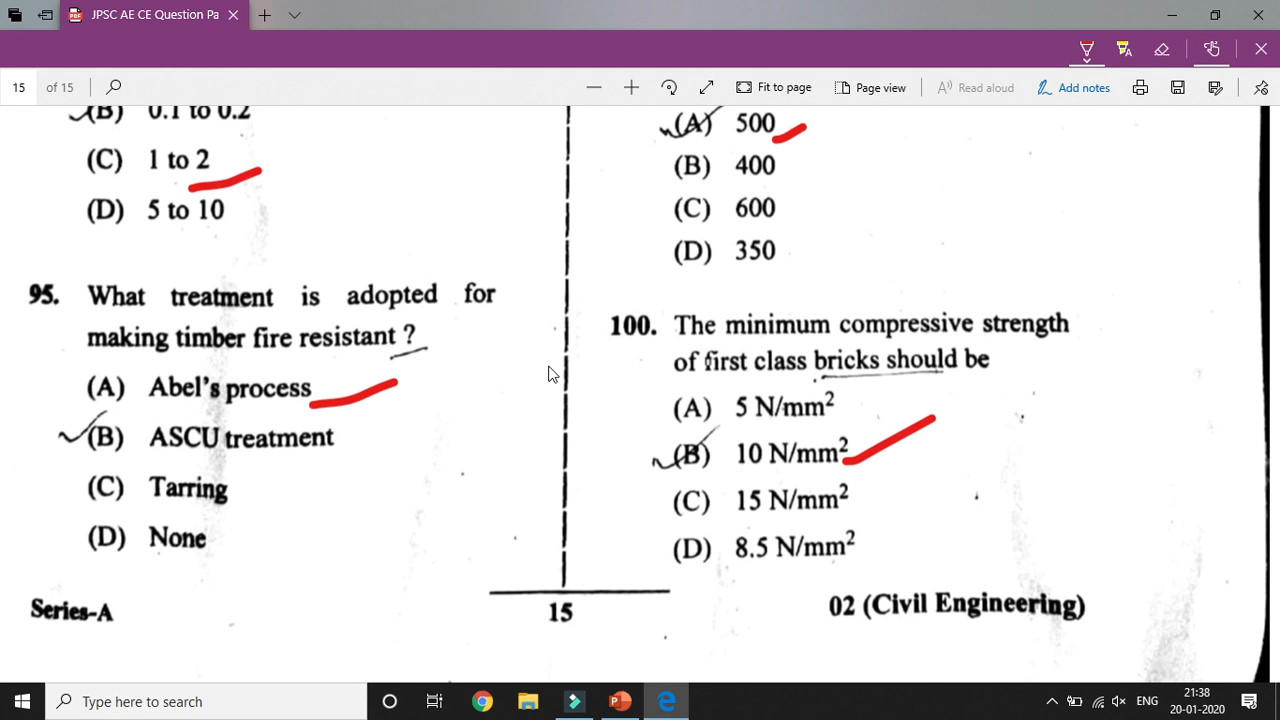 JPSC AE CE Question Pa
15 of 15
Fit to page
Page view
Read aloud
Add notes
(B) 0.1 to 0.2
(C) 1 to 2
(D) 5 to 10
95. What treatment is adopted for
making timber fire resistant ?
(A) Abel's process
(B) ASCU treatment
(C) Tarring
(D) None
Series-A
(A) 500
(B) 400
(C) 600
(D) 350
100. The minimum compressive strength
of first class bricks should be
(A) 5 N/mm²
(B) 10 N/mm²
(C) 15 N/mm²
(D) 8.5 N/mm²
15
02 (Civil Engineering)
Type here to search
ENG
21:38
20-01-2020